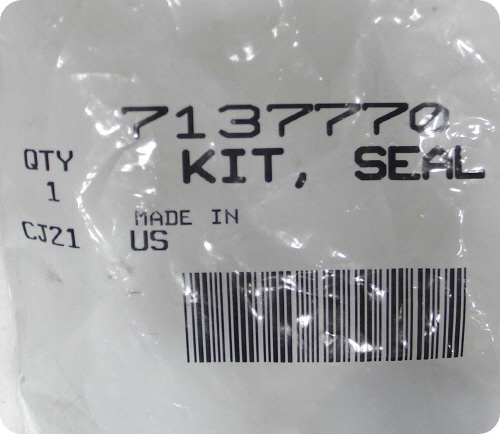 7137770
QTY KIT, SEAL
1
MADE IN
CJ21 US